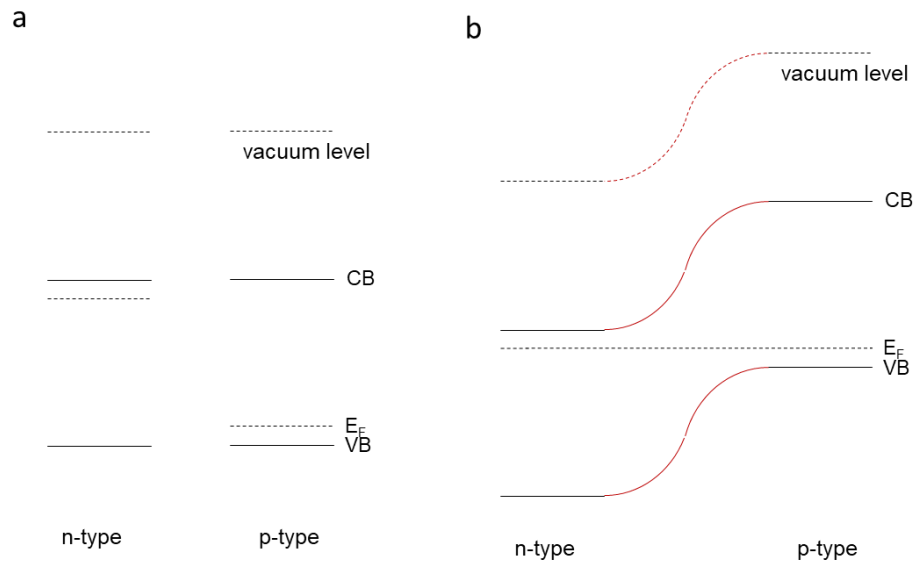 a
vacuum level
CB
E_F
VB
n-type p-type
b
vacuum level
CB
E_F
VB
n-type p-type